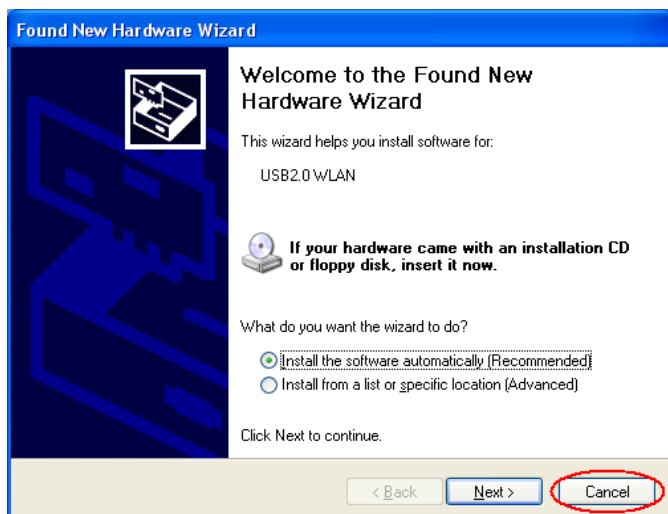 Found New Hardware Wizard
Welcome to the Found New
Hardware Wizard
This wizard helps you install software for:
USB2.0 WLAN
If your hardware came with an installation CD
or floppy disk, insert it now.
What do you want the wizard to do?
Install the software automatically (Recommended)
Install from a list or specific location (Advanced)
Click Next to continue.
< Back Next > Cancel